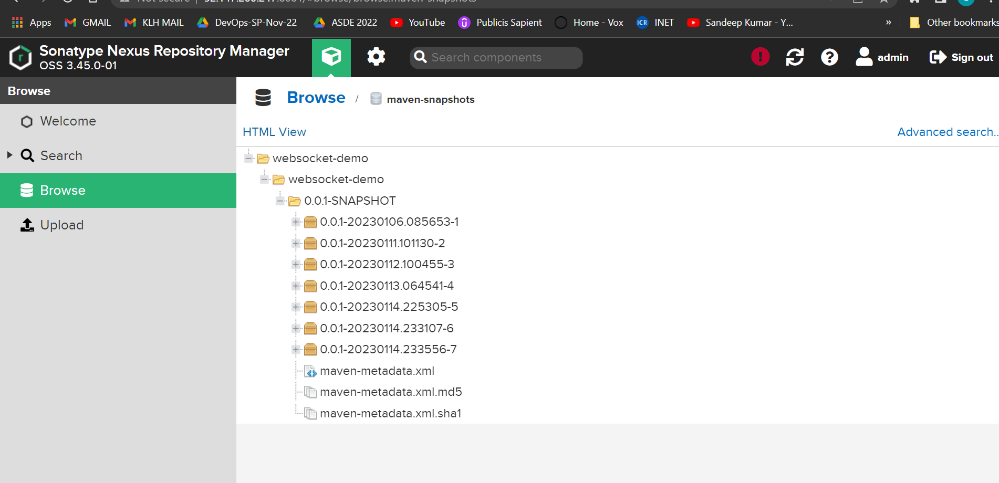 Apps GMAIL KLH MAIL DevOps-SP-Nov-22 ASDE 2022 YouTube Publicis Sapient Home - Vox ICR INET Sandeep Kumar - Y... » Other bookmarks
Sonatype Nexus Repository Manager
OSS 3.45.0-01
Search components
admin
Sign out
Browse
Welcome
Search
Browse
Upload
Browse / maven-snapshots
HTML View
Advanced search..
websocket-demo
websocket-demo
0.0.1-SNAPSHOT
0.0.1-20230106.085653-1
0.0.1-20230111.101130-2
0.0.1-20230112.100455-3
0.0.1-20230113.064541-4
0.0.1-20230114.225305-5
0.0.1-20230114.233107-6
0.0.1-20230114.233556-7
maven-metadata.xml
maven-metadata.xml.md5
maven-metadata.xml.sha1